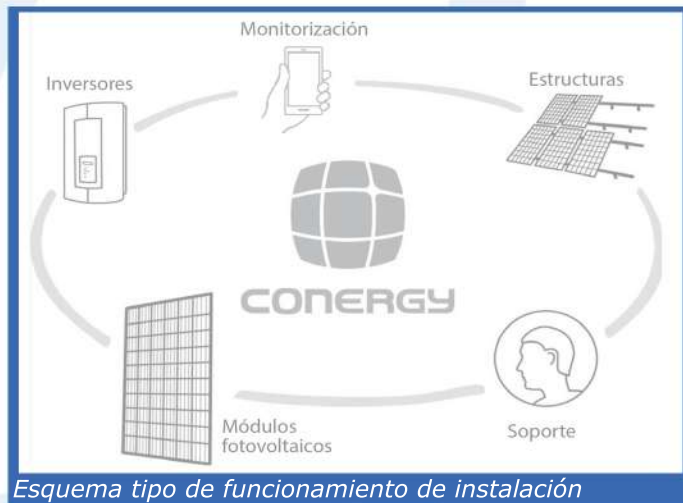 Monitorización
Inversores
Estructuras
CONERGY
Módulos
fotovoltaicos
Soporte
Esquema tipo de funcionamiento de instalación